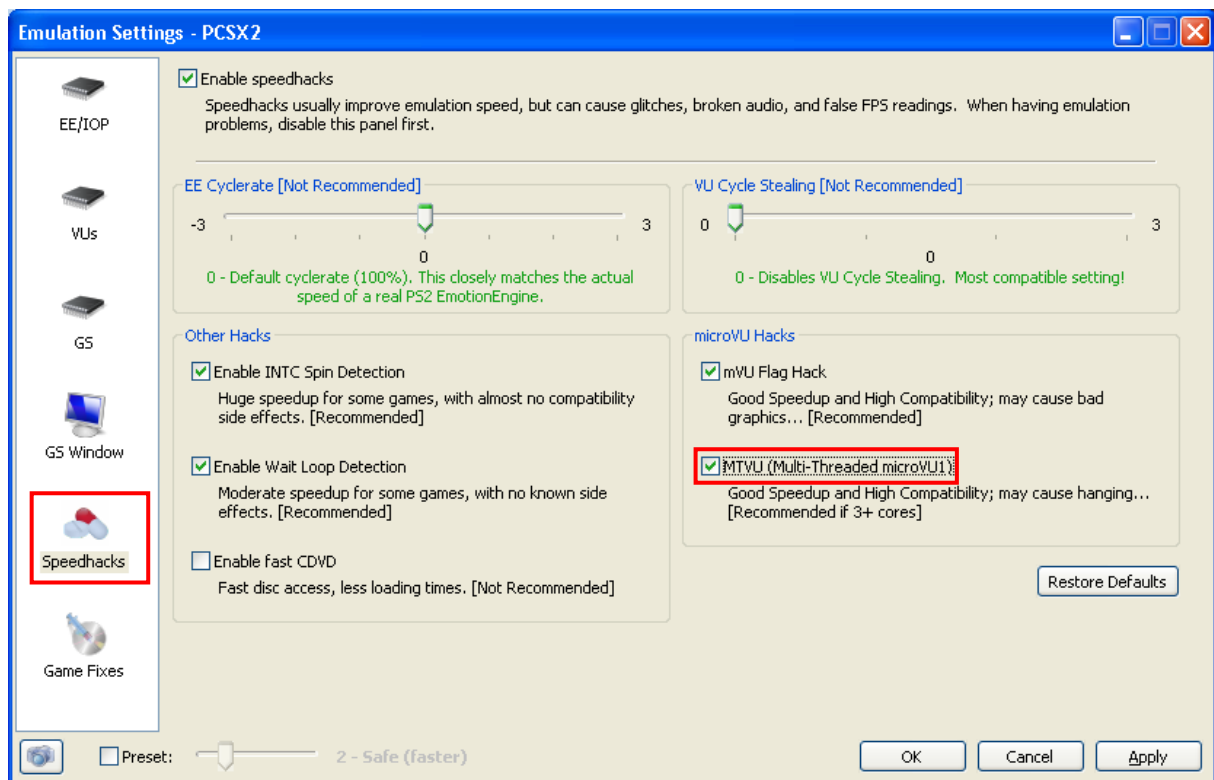 Emulation Settings - PCSX2
EE/IOP
VUs
GS
GS Window
Speedhacks
Game Fixes
Enable speedhacks
Speedhacks usually improve emulation speed, but can cause glitches, broken audio, and false FPS readings.  When having emulation
problems, disable this panel first.
EE Cyclerate [Not Recommended]
-3
3
0
0 - Default cyclerate (100%). This closely matches the actual
speed of a real PS2 EmotionEngine.
VU Cycle Stealing [Not Recommended]
0
3
0
0 - Disables VU Cycle Stealing.  Most compatible setting!
Other Hacks
Enable INTC Spin Detection
Huge speedup for some games, with almost no compatibility
side effects. [Recommended]
Enable Wait Loop Detection
Moderate speedup for some games, with no known side
effects. [Recommended]
Enable fast CDVD
Fast disc access, less loading times. [Not Recommended]
microVU Hacks
mVU Flag Hack
Good Speedup and High Compatibility; may cause bad
graphics... [Recommended]
MTVU (Multi-Threaded microVU1)
Good Speedup and High Compatibility; may cause hanging...
[Recommended if 3+ cores]
Restore Defaults
Preset:
2 - Safe (faster)
OK
Cancel
Apply